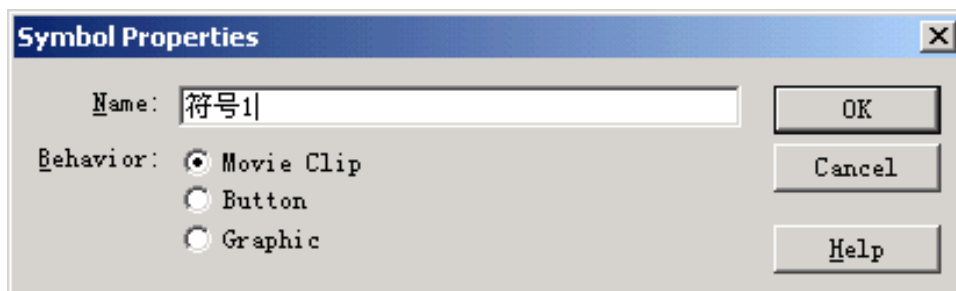 Symbol Properties
Name: 符号1
OK
Behavior: Movie Clip
Cancel
Button
Graphic
Help